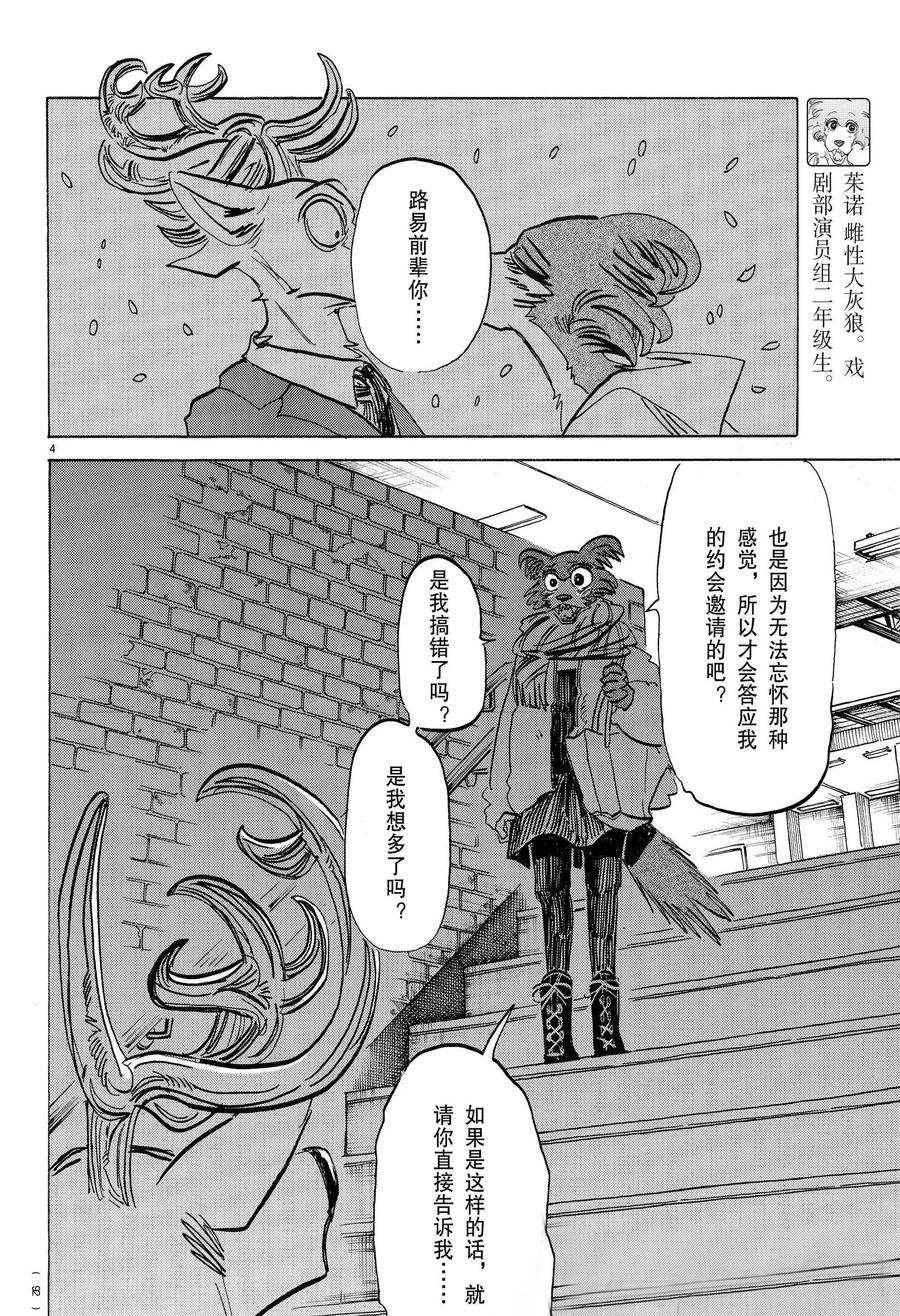 茱诺 雌性大灰狼。戏
剧部演员组二年级生。
路易前辈你……
4
也是因为无法忘怀那种
感觉，所以才会答应我
的约会邀请的吧？
是我搞错了吗？
是我想多了吗？
如果是这样的话，就
请你直接告诉我……